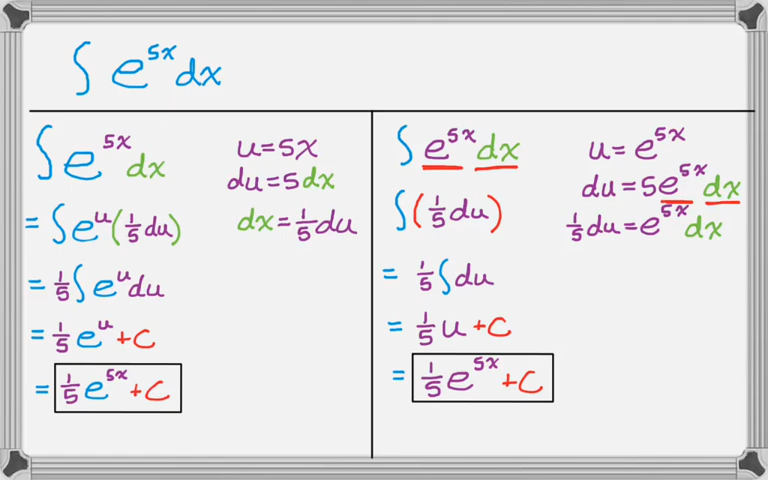 ∫ e^5x dx
∫ e^5x dx
u = 5x
du = 5 dx
= ∫ e^u (1/5 du)
dx = 1/5 du
= 1/5 ∫ e^u du
= 1/5 e^u + C
= 1/5 e^5x + C
∫ e^5x dx
u = e^5x
du = 5e^5x dx
∫ (1/5 du)
1/5 du = e^5x dx
= 1/5 ∫ du
= 1/5 u + C
= 1/5 e^5x + C